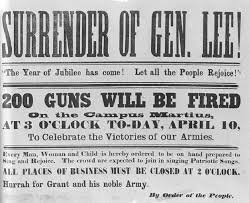 SURRENDER OF GEN. LEE!
"The Year of Jubilee has come! Let all the People Rejoice!"
200 GUNS WILL BE FIRED
On the Campus Martius,
AT 3 O'CLOCK TO-DAY, APRIL 10,
To Celebrate the Victories of our Armies.
Every Man, Woman and Child is hereby ordered to be on hand prepared to
Sing and Rejoice. The crowd are expected to join in singing Patriotic Songs.
ALL PLACES OF BUSINESS MUST BE CLOSED AT 2 O'CLOCK.
Hurrah for Grant and his noble Army.
By Order of the People.